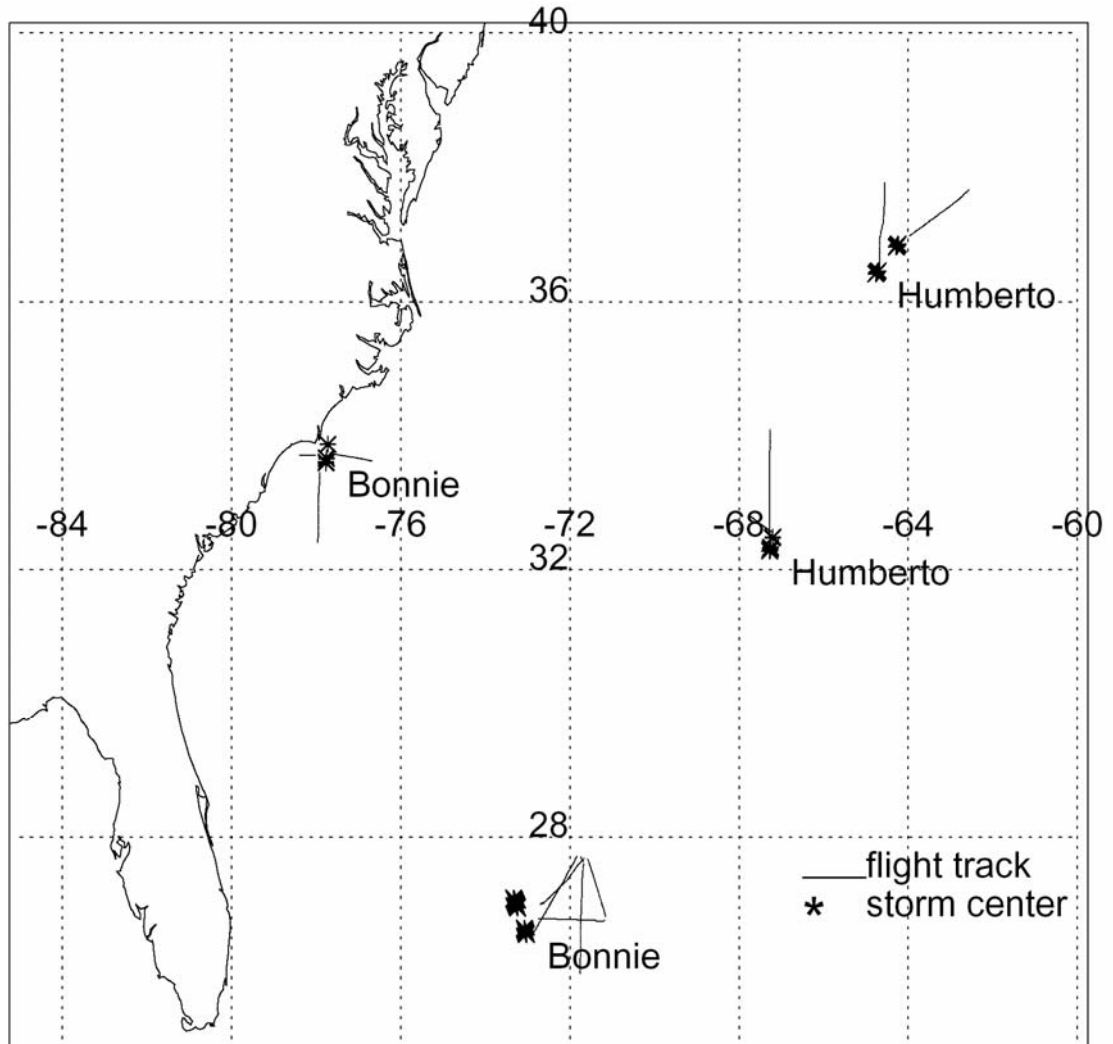 40
36
Humberto
Bonnie
-84
-80
-76
-72
-68
-64
-60
32
Humberto
28
flight track
* storm center
Bonnie